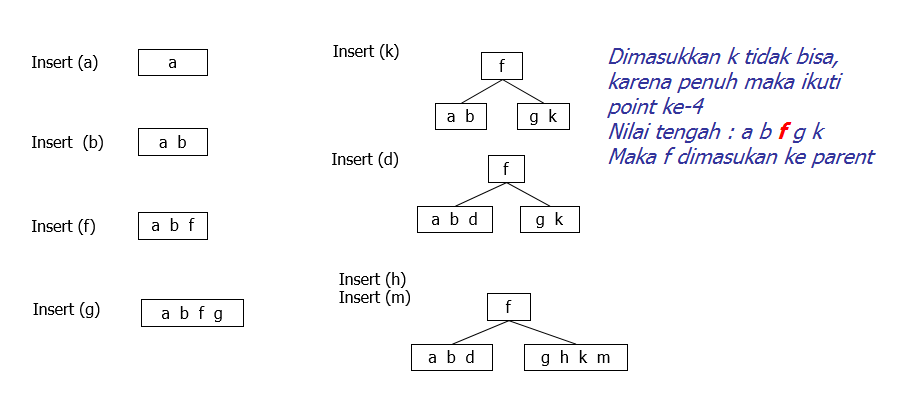 Insert (a)
a
Insert (b)
a b
Insert (f)
a b f
Insert (g)
a b f g
Insert (k)
f
a b
g k
Insert (d)
f
a b d
g k
Insert (h)
Insert (m)
f
a b d
g h k m
Dimasukkan k tidak bisa,
karena penuh maka ikuti
point ke-4
Nilai tengah : a b f g k
Maka f dimasukan ke parent